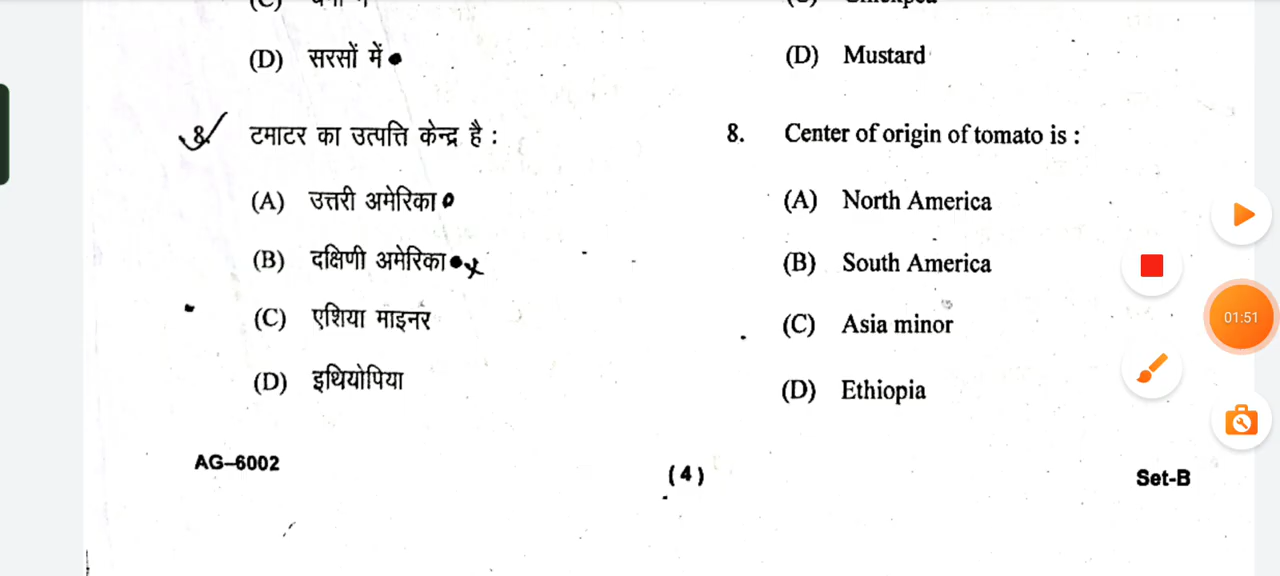 (D) सरसों में
8. टमाटर का उत्पत्ति केन्द्र है :
(A) उत्तरी अमेरिका
(B) दक्षिणी अमेरिका
(C) एशिया माइनर
(D) इथियोपिया
AG–6002
(D) Mustard
8. Center of origin of tomato is :
(A) North America
(B) South America
(C) Asia minor
(D) Ethiopia
(4)
Set-B
01:51